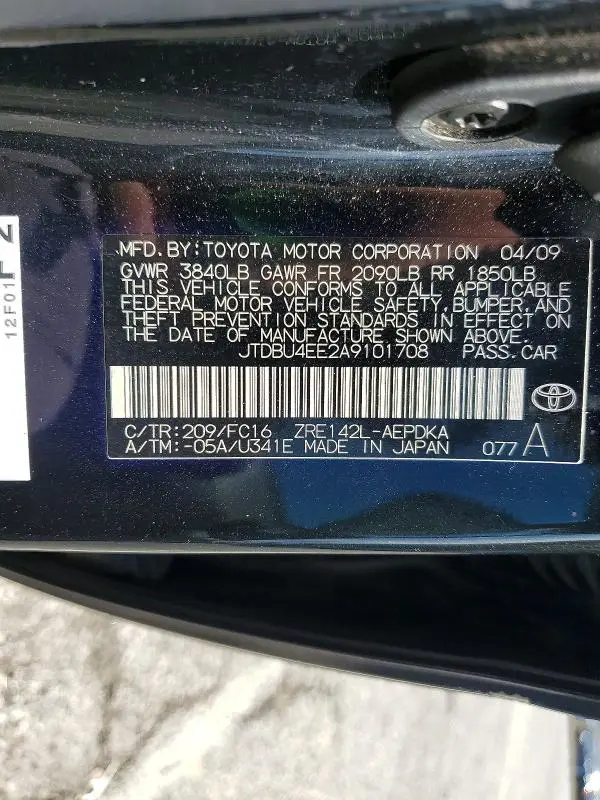 MFD.BY:TOYOTA MOTOR CORPORATION 04/09
GVWR 3840LB GAWR FR 2090LB RR 1850LB
THIS VEHICLE CONFORMS TO ALL APPLICABLE
FEDERAL MOTOR VEHICLE SAFETY,BUMPER,AND
THEFT PREVENTION STANDARDS IN EFFECT ON
THE DATE OF MANUFACTURE SHOWN ABOVE.
JTDBU4EE2A9101708 PASS.CAR
C/TR:209/FC16 ZRE142L-AEPDKA
A/TM:-05A/U341E MADE IN JAPAN 077A
12F01